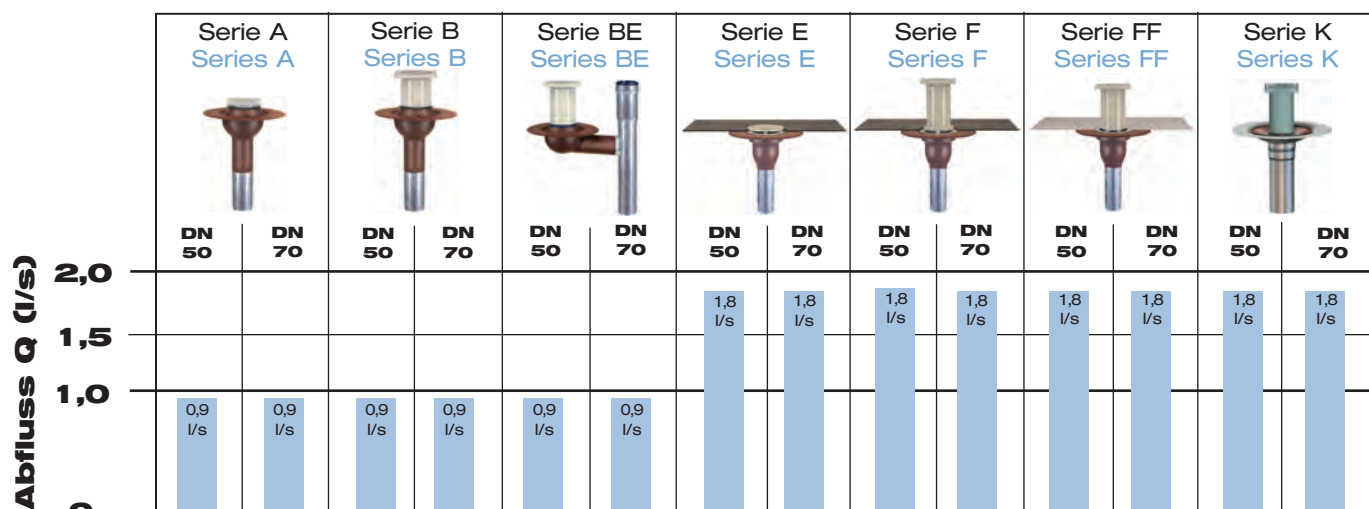 Serie A Serie B Serie BE Serie E Serie F Serie FF Serie K
Series A Series B Series BE Series E Series F Series FF Series K
DN DN DN DN DN DN DN DN DN DN DN DN DN DN
50 70 50 70 50 70 50 70 50 70 50 70 50 70
Abfluss Q (l/s)
2,0
1,8 1,8 1,8 1,8 1,8 1,8 1,8 1,8
l/s l/s l/s l/s l/s l/s l/s l/s
1,5
1,0
0,9 0,9 0,9 0,9 0,9 0,9
l/s l/s l/s l/s l/s l/s